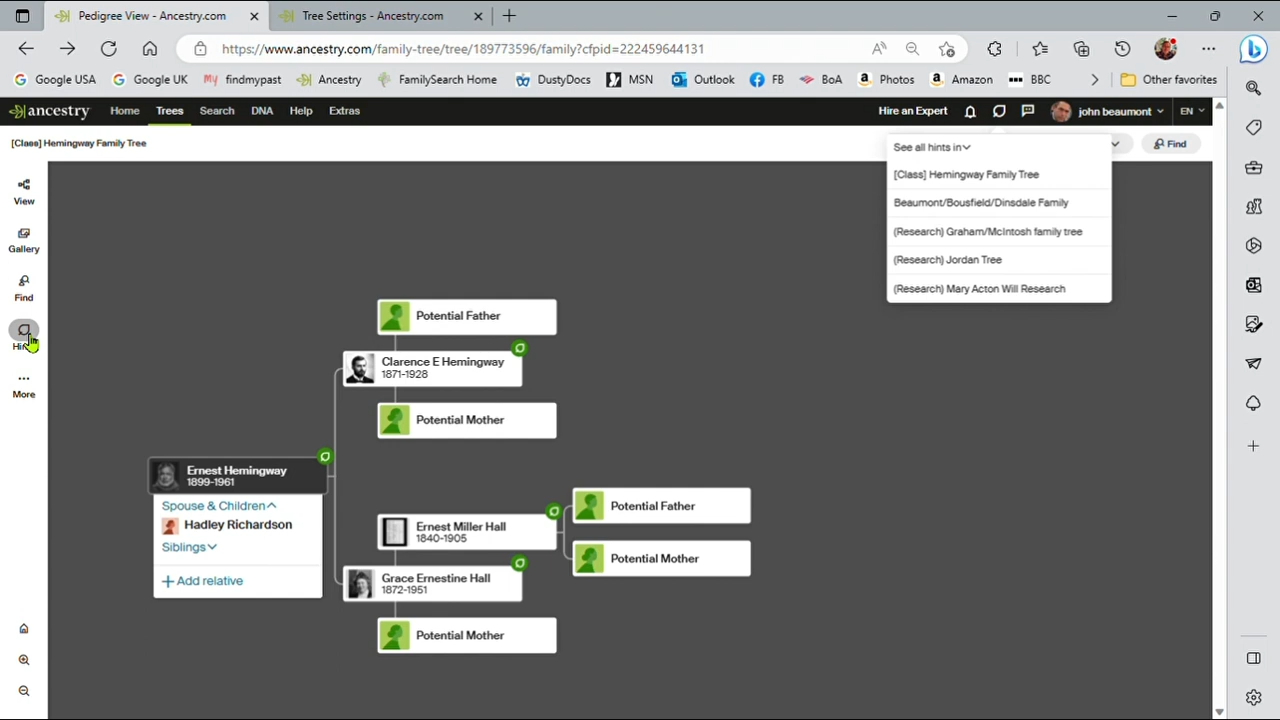 Pedigree View - Ancestry.com
Tree Settings - Ancestry.com
https://www.ancestry.com/family-tree/tree/189773596/family?cfpid=222459644131
Google USA
Google UK
findmypast
Ancestry
FamilySearch Home
DustyDocs
MSN
Outlook
FB
BoA
Photos
Amazon
BBC
Other favorites
ancestry
Home
Trees
Search
DNA
Help
Extras
Hire an Expert
john beaumont
EN
[Class] Hemingway Family Tree
Find
See all hints in
[Class] Hemingway Family Tree
Beaumont/Bousfield/Dinsdale Family
(Research) Graham/McIntosh family tree
(Research) Jordan Tree
(Research) Mary Acton Will Research
View
Gallery
Find
More
Potential Father
Clarence E Hemingway
1871-1928
Potential Mother
Ernest Hemingway
1899-1961
Spouse & Children
Hadley Richardson
Siblings
+ Add relative
Potential Father
Ernest Miller Hall
1840-1905
Potential Mother
Grace Ernestine Hall
1872-1951
Potential Mother